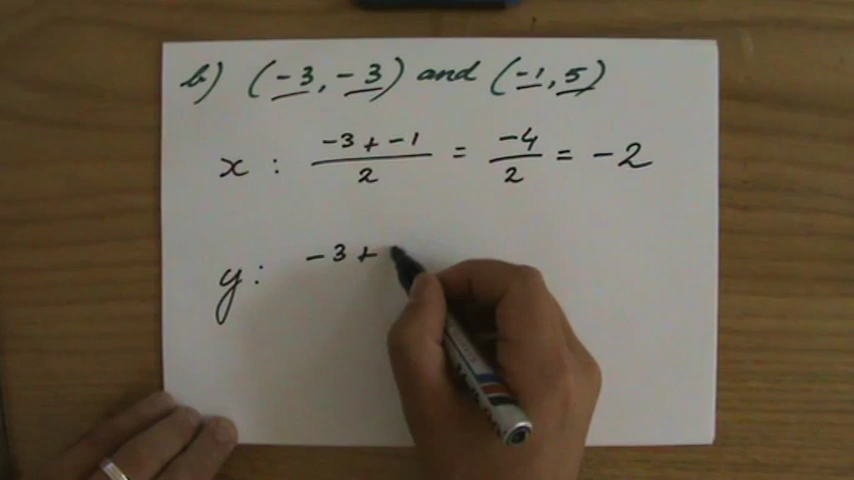 b) (-3, -3) and (-1, 5)
x : -3 + -1 / 2 = -4 / 2 = -2
y : -3 +